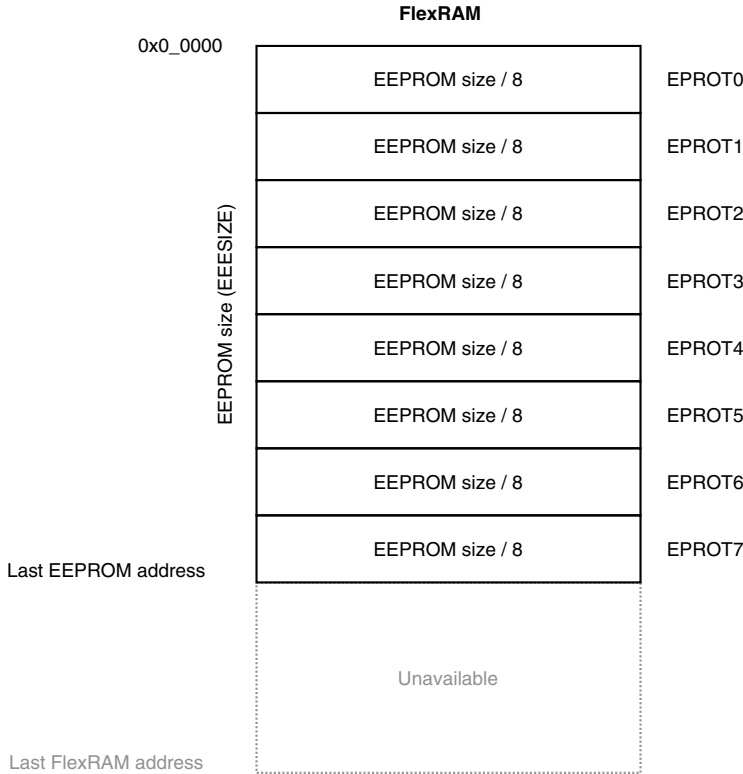 FlexRAM
0x0_0000
EEPROM size / 8 EPROT0
EEPROM size / 8 EPROT1
EEPROM size / 8 EPROT2
EEPROM size / 8 EPROT3
EEPROM size / 8 EPROT4
EEPROM size / 8 EPROT5
EEPROM size / 8 EPROT6
EEPROM size / 8 EPROT7
EEPROM size (EEESIZE)
Last EEPROM address
Unavailable
Last FlexRAM address